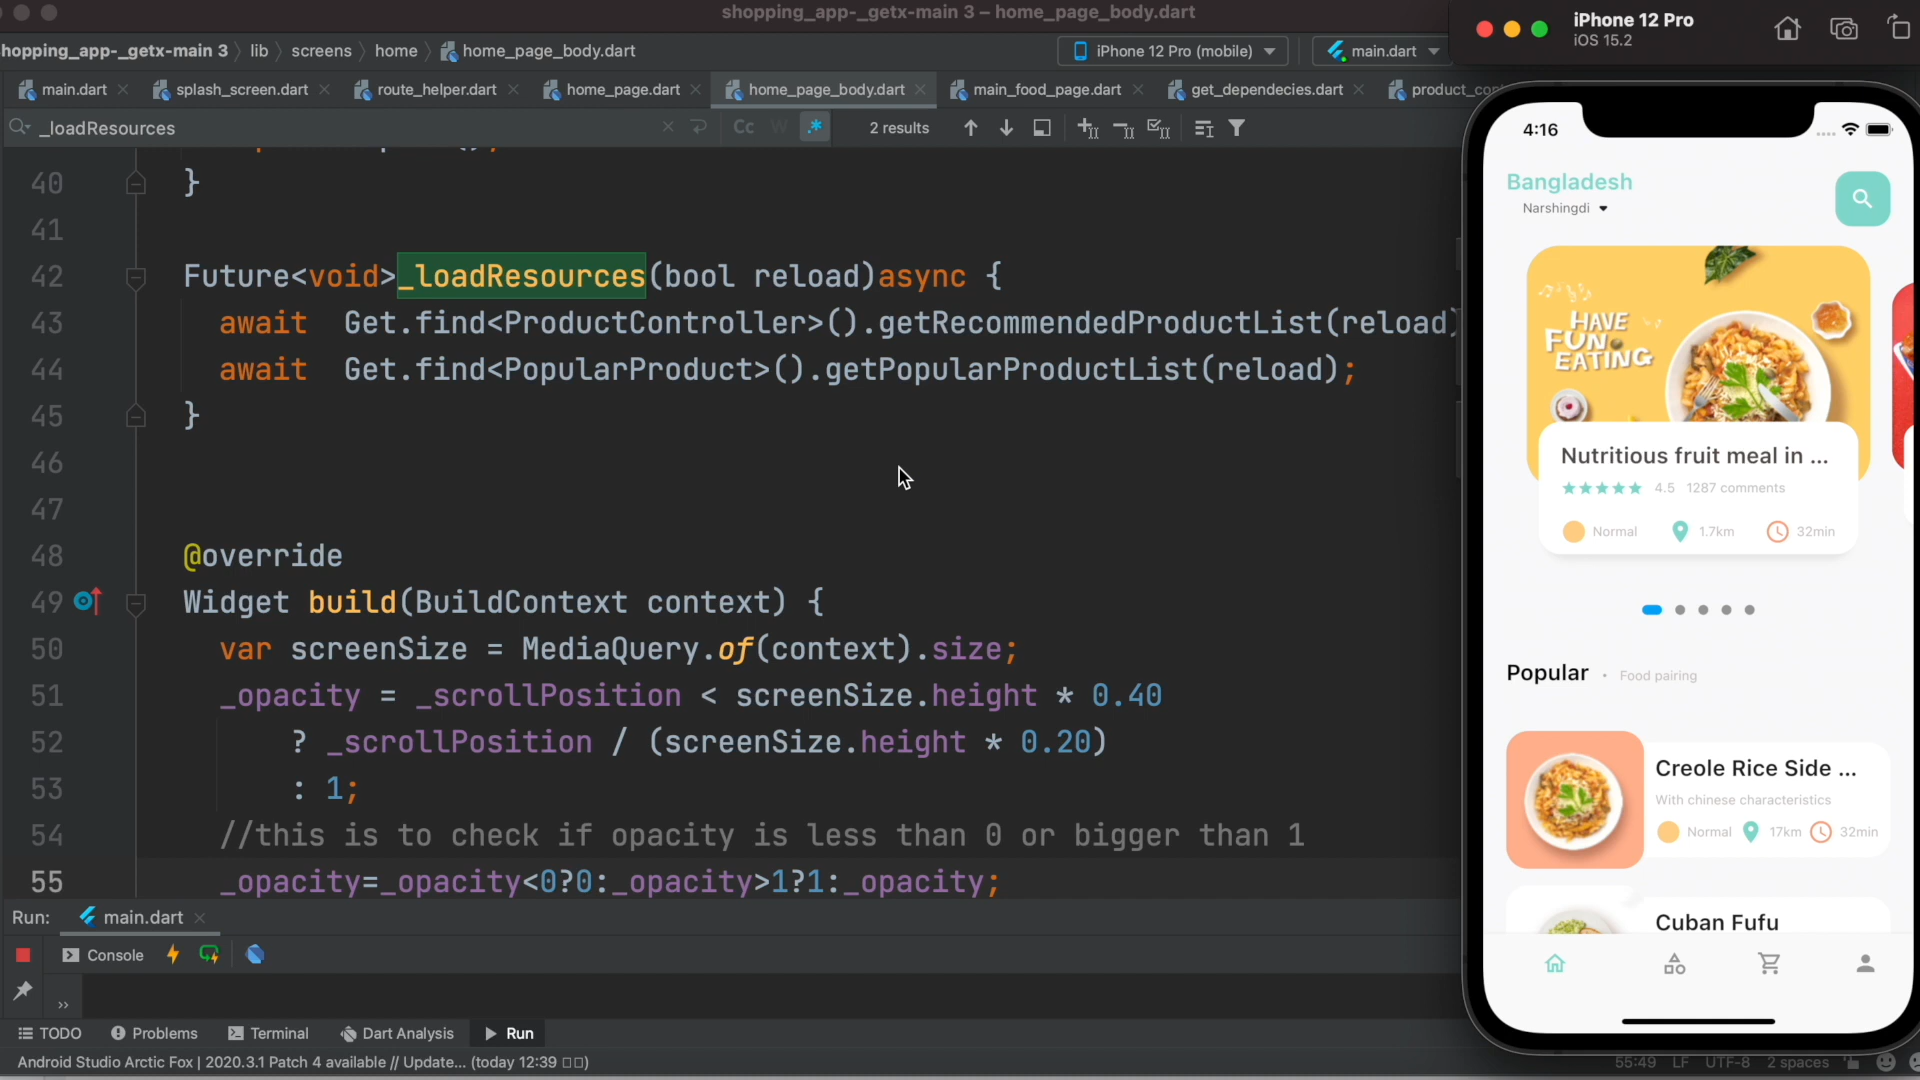 shopping_app-_getx-main 3 – home_page_body.dart
hopping_app-_getx-main 3 lib screens home home_page_body.dart
iPhone 12 Pro (mobile) main.dart
main.dart splash_screen.dart route_helper.dart home_page.dart home_page_body.dart main_food_page.dart get_dependecies.dart
_loadResources Cc W .* 2 results
40 }
41
42 Future<void>_loadResources(bool reload)async {
43 await Get.find<ProductController>().getRecommendedProductList(reload)
44 await Get.find<PopularProduct>().getPopularProductList(reload);
45 }
46
47
48 @override
49 Widget build(BuildContext context) {
50 var screenSize = MediaQuery.of(context).size;
51 _opacity = _scrollPosition < screenSize.height * 0.40
52 ? _scrollPosition / (screenSize.height * 0.20)
53 : 1;
54 //this is to check if opacity is less than 0 or bigger than 1
55 _opacity=_opacity<0?0:_opacity>1?1:_opacity;
Run: main.dart
Console
TODO Problems Terminal Dart Analysis Run
Android Studio Arctic Fox | 2020.3.1 Patch 4 available // Update... (today 12:39
55:49 LF UTF-8 2 spaces
iPhone 12 Pro
iOS 15.2
4:16
Bangladesh
Narshingdi
HAVE
FUN
EATING
Nutritious fruit meal in ...
4.5 1287 comments
Normal 1.7km 32min
Popular Food pairing
Creole Rice Side ...
With chinese characteristics
Normal 17km 32min
Cuban Fufu